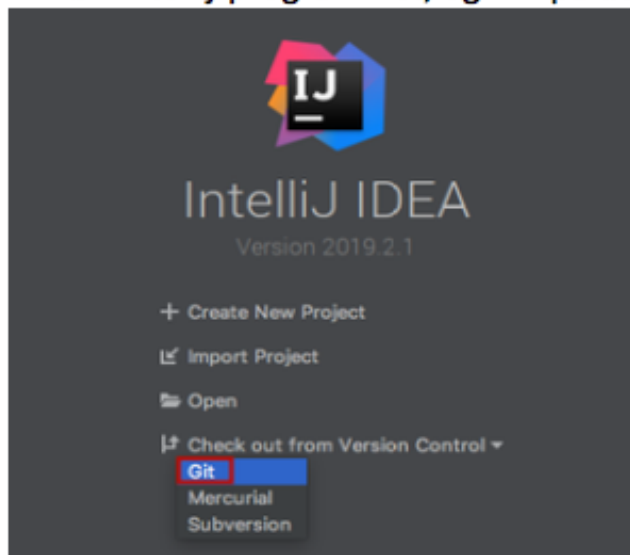 IJ
IntelliJ IDEA
Version 2019.2.1
Create New Project
Import Project
Open
Check out from Version Control
Git
Mercurial
Subversion